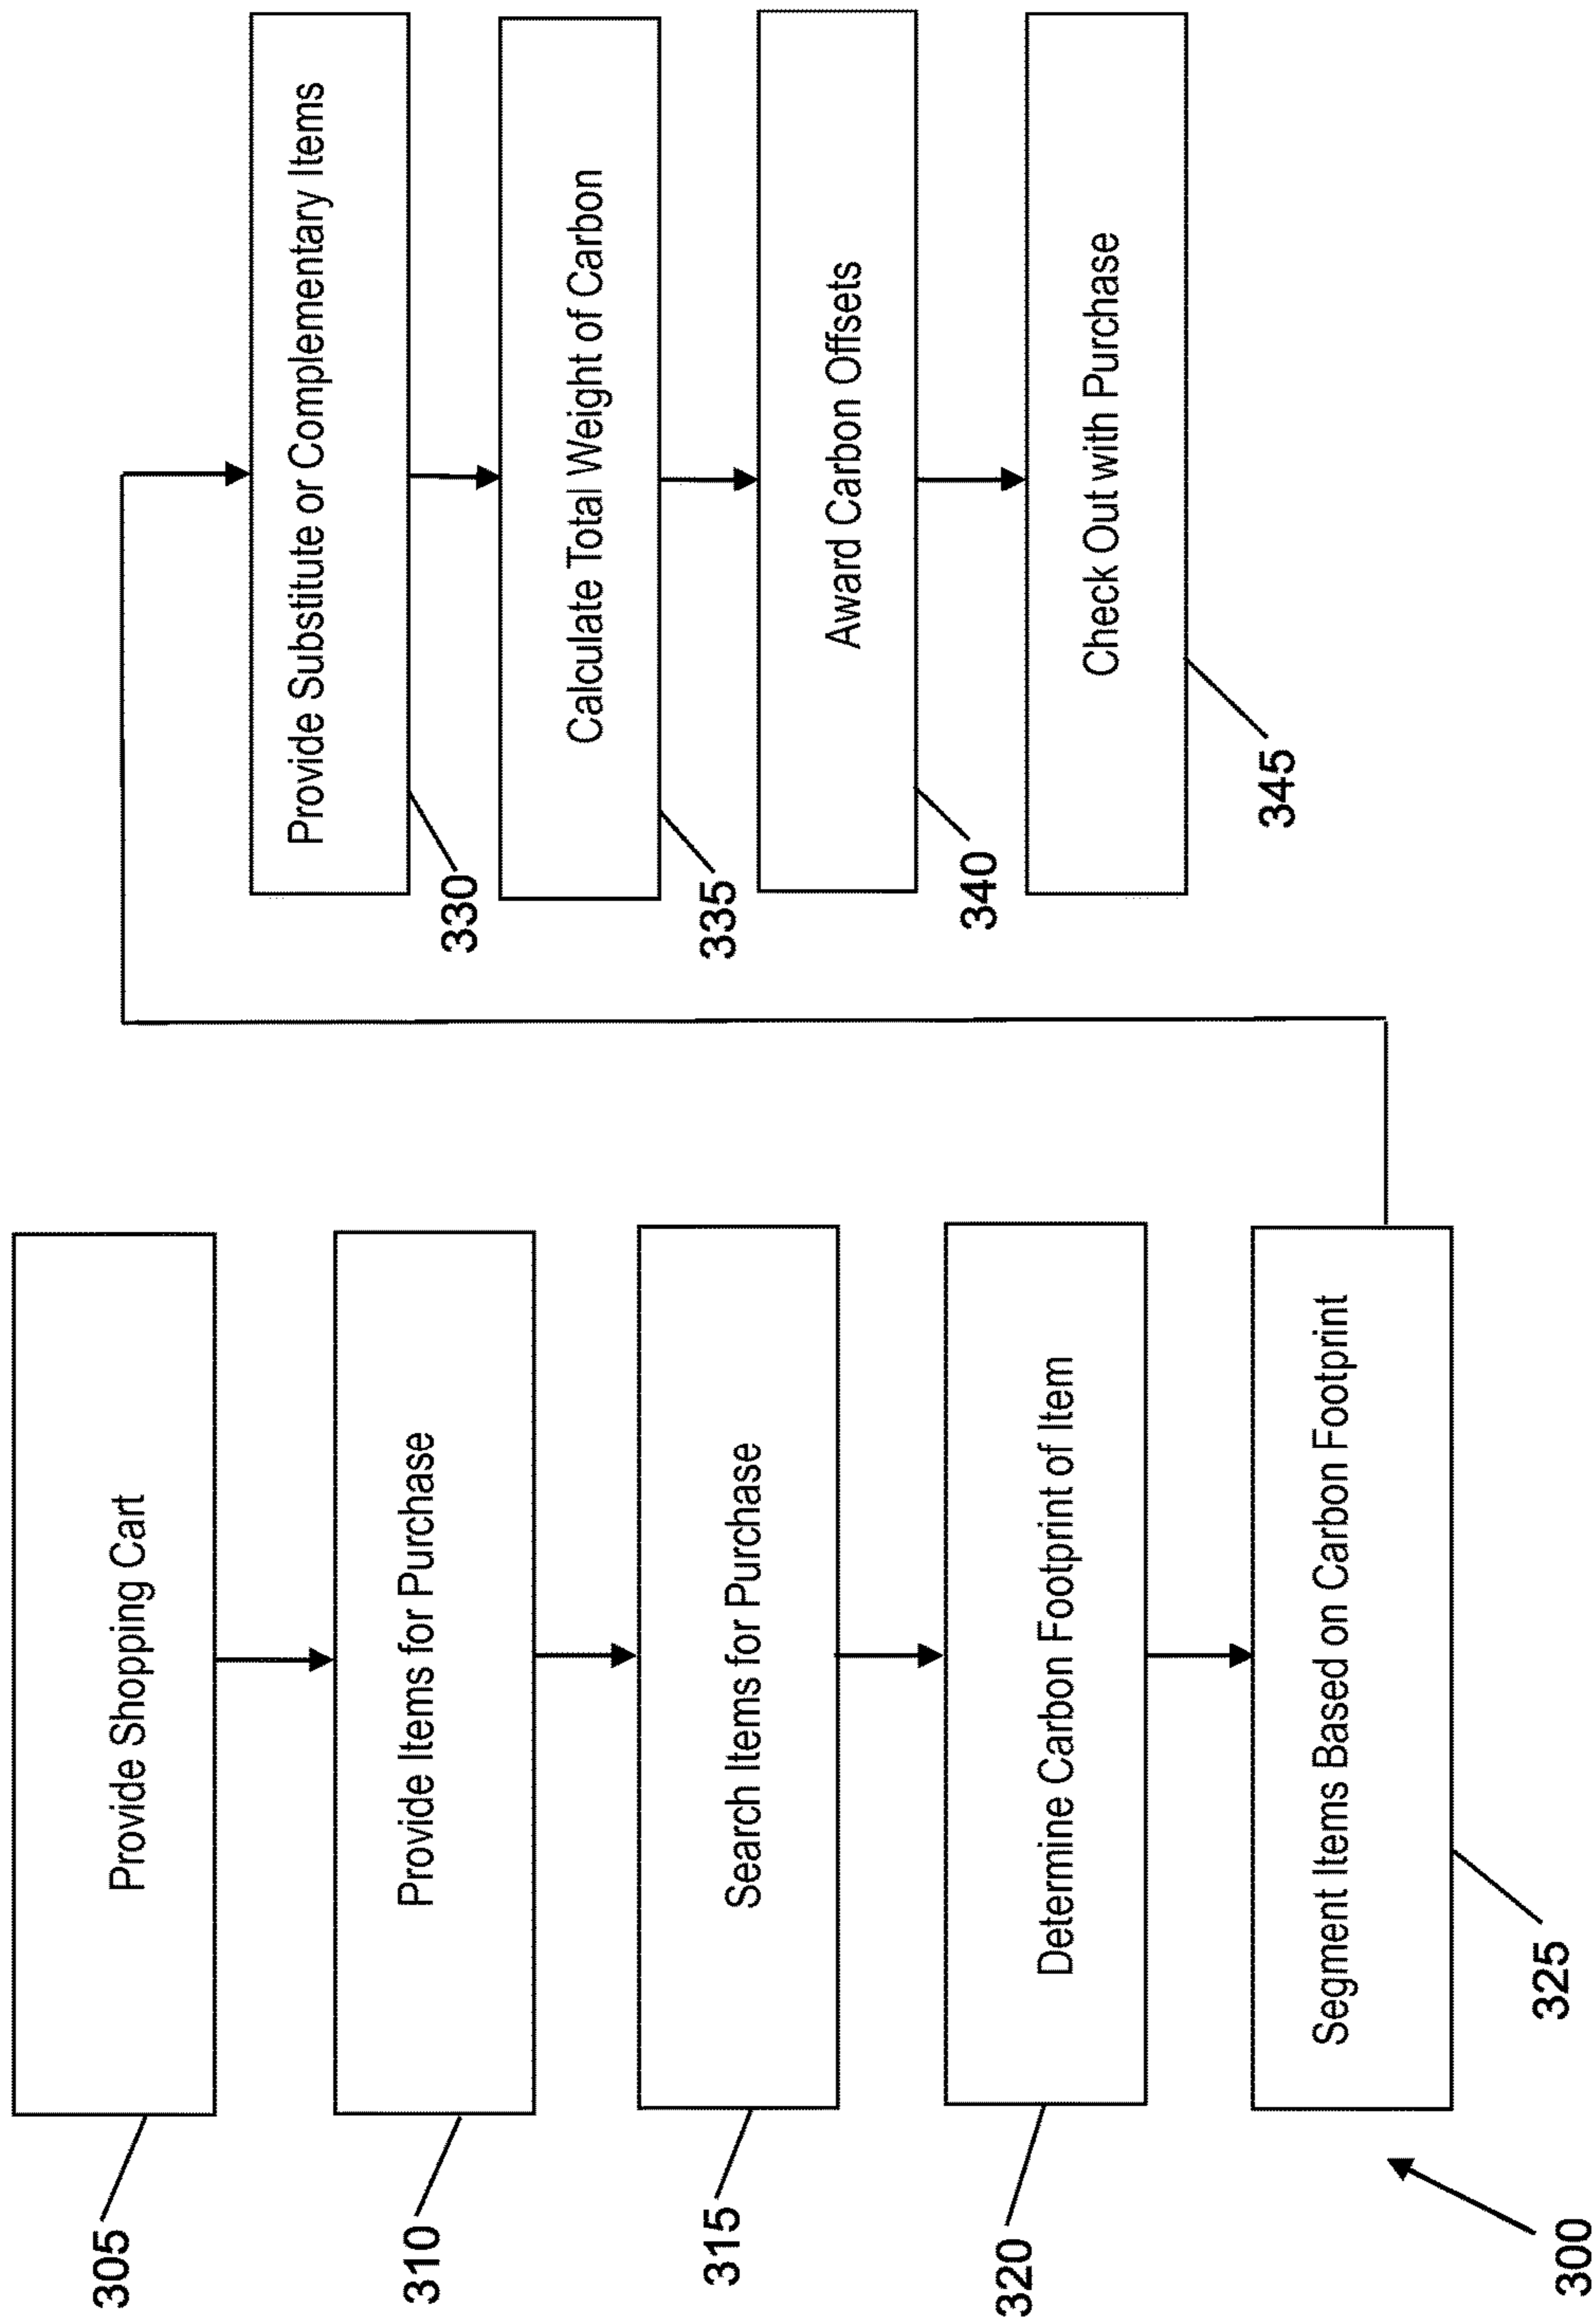 305
Provide Shopping Cart
310
Provide Items for Purchase
315
Search Items for Purchase
320
Determine Carbon Footprint of Item
325
Segment Items Based on Carbon Footprint
330
Provide Substitute or Complementary Items
335
Calculate Total Weight of Carbon
340
Award Carbon Offsets
345
Check Out with Purchase
300